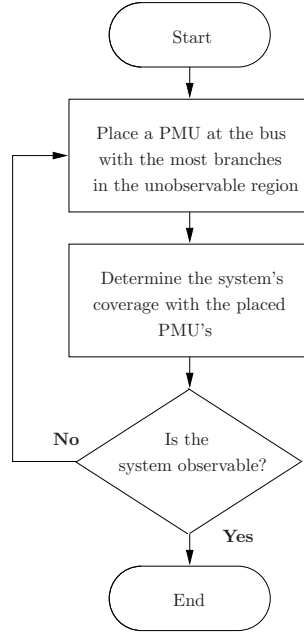 Start
Place a PMU at the bus
with the most branches
in the unobservable region
Determine the system's
coverage with the placed
PMU's
Is the
system observable?
No
Yes
End